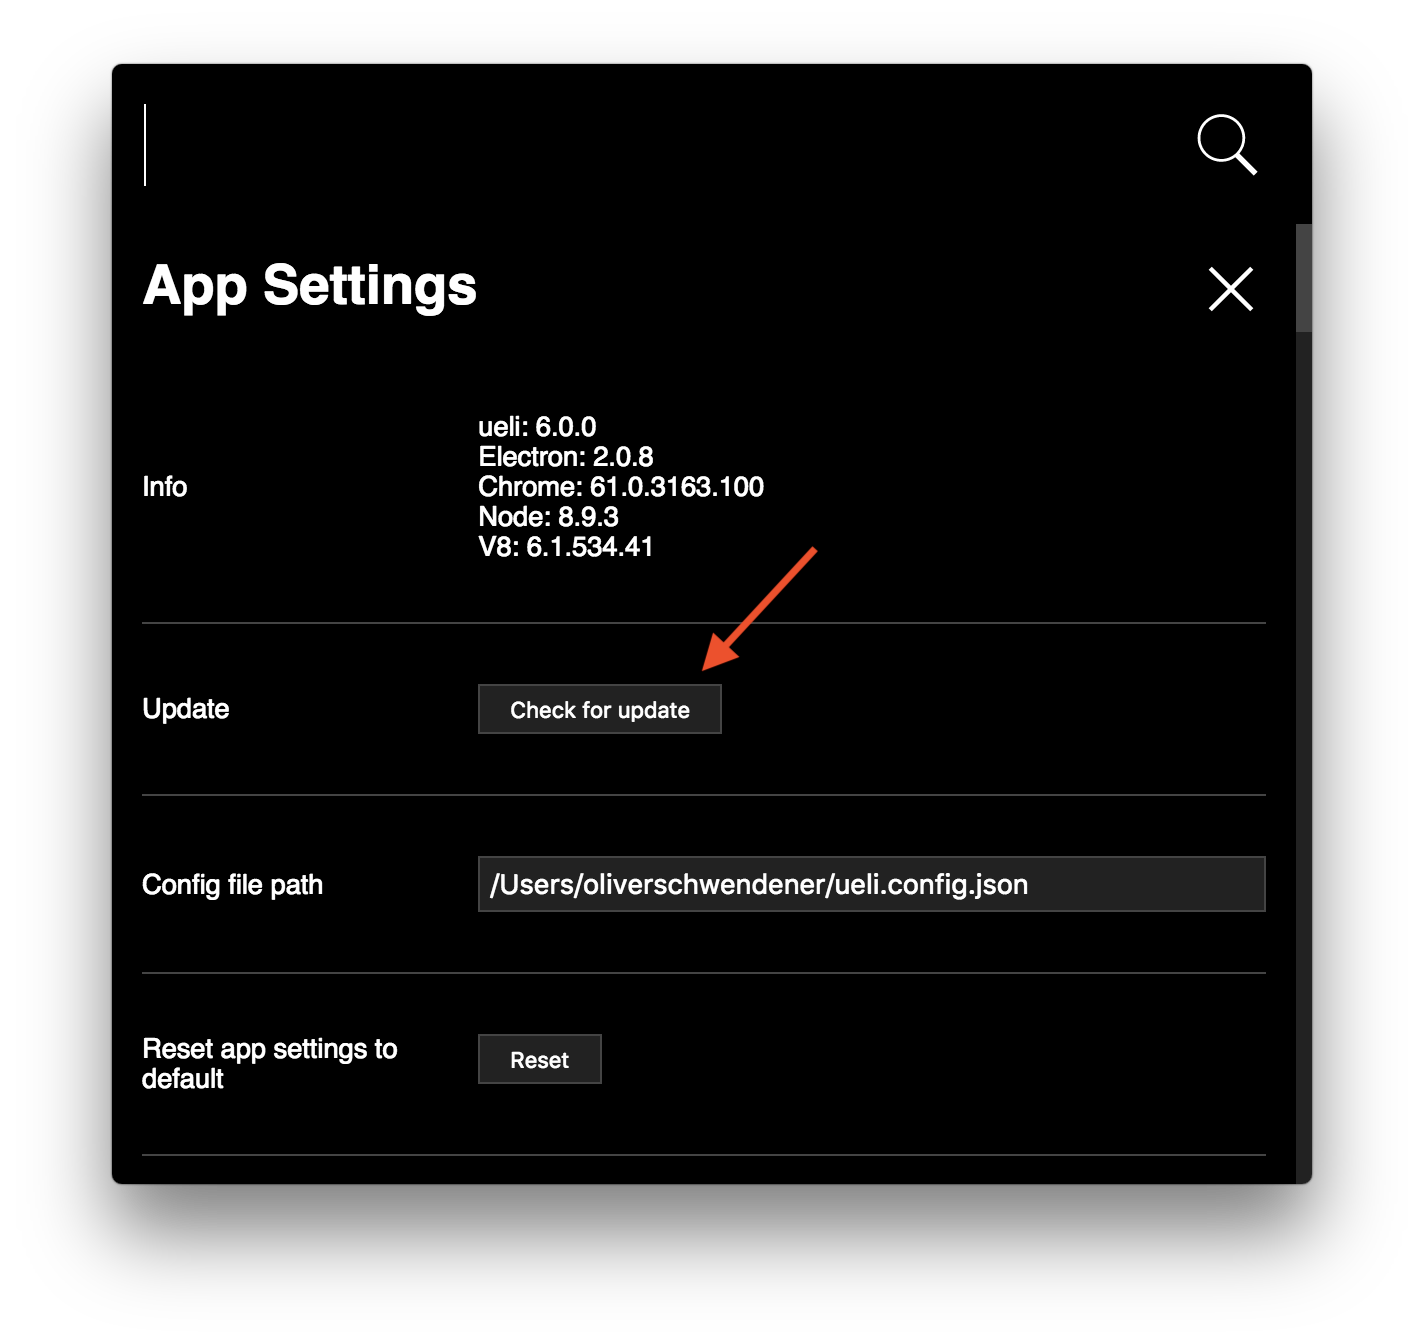 App Settings
Info
ueli: 6.0.0
Electron: 2.0.8
Chrome: 61.0.3163.100
Node: 8.9.3
V8: 6.1.534.41
Update
Check for update
Config file path
/Users/oliverschwendener/ueli.config.json
Reset app settings to
default
Reset